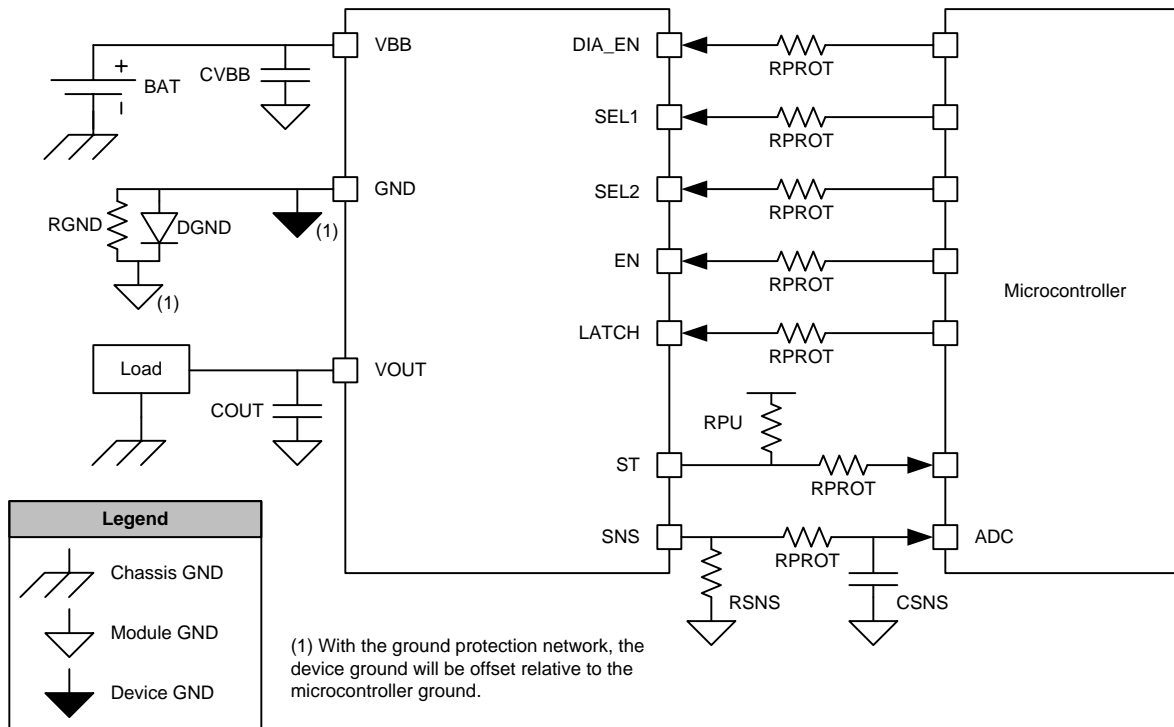 VBB
DIA_EN
RPROT
+
BAT
CVBB
SEL1
RPROT
GND
SEL2
RPROT
RGND
DGND
(1)
EN
RPROT
(1)
Microcontroller
LATCH
RPROT
Load
VOUT
COUT
RPU
ST
RPROT
Legend
SNS
RPROT
ADC
Chassis GND
RSNS
CSNS
Module GND
(1) With the ground protection network, the
device ground will be offset relative to the
microcontroller ground.
Device GND